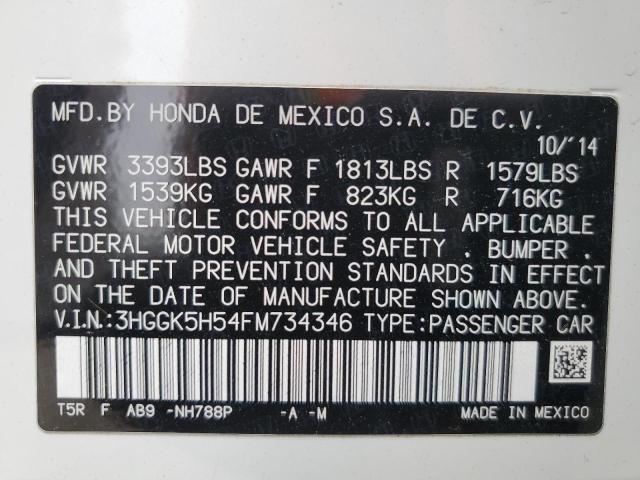 MFD.BY HONDA DE MEXICO S.A. DE C.V.
10/'14
GVWR 3393LBS GAWR F 1813LBS R 1579LBS
GVWR 1539KG GAWR F 823KG R 716KG
THIS VEHICLE CONFORMS TO ALL APPLICABLE
FEDERAL MOTOR VEHICLE SAFETY . BUMPER .
AND THEFT PREVENTION STANDARDS IN EFFECT
ON THE DATE OF MANUFACTURE SHOWN ABOVE.
V.I.N:3HGGK5H54FM734346 TYPE:PASSENGER CAR
T5R F AB9 -NH788P -A -M MADE IN MEXICO